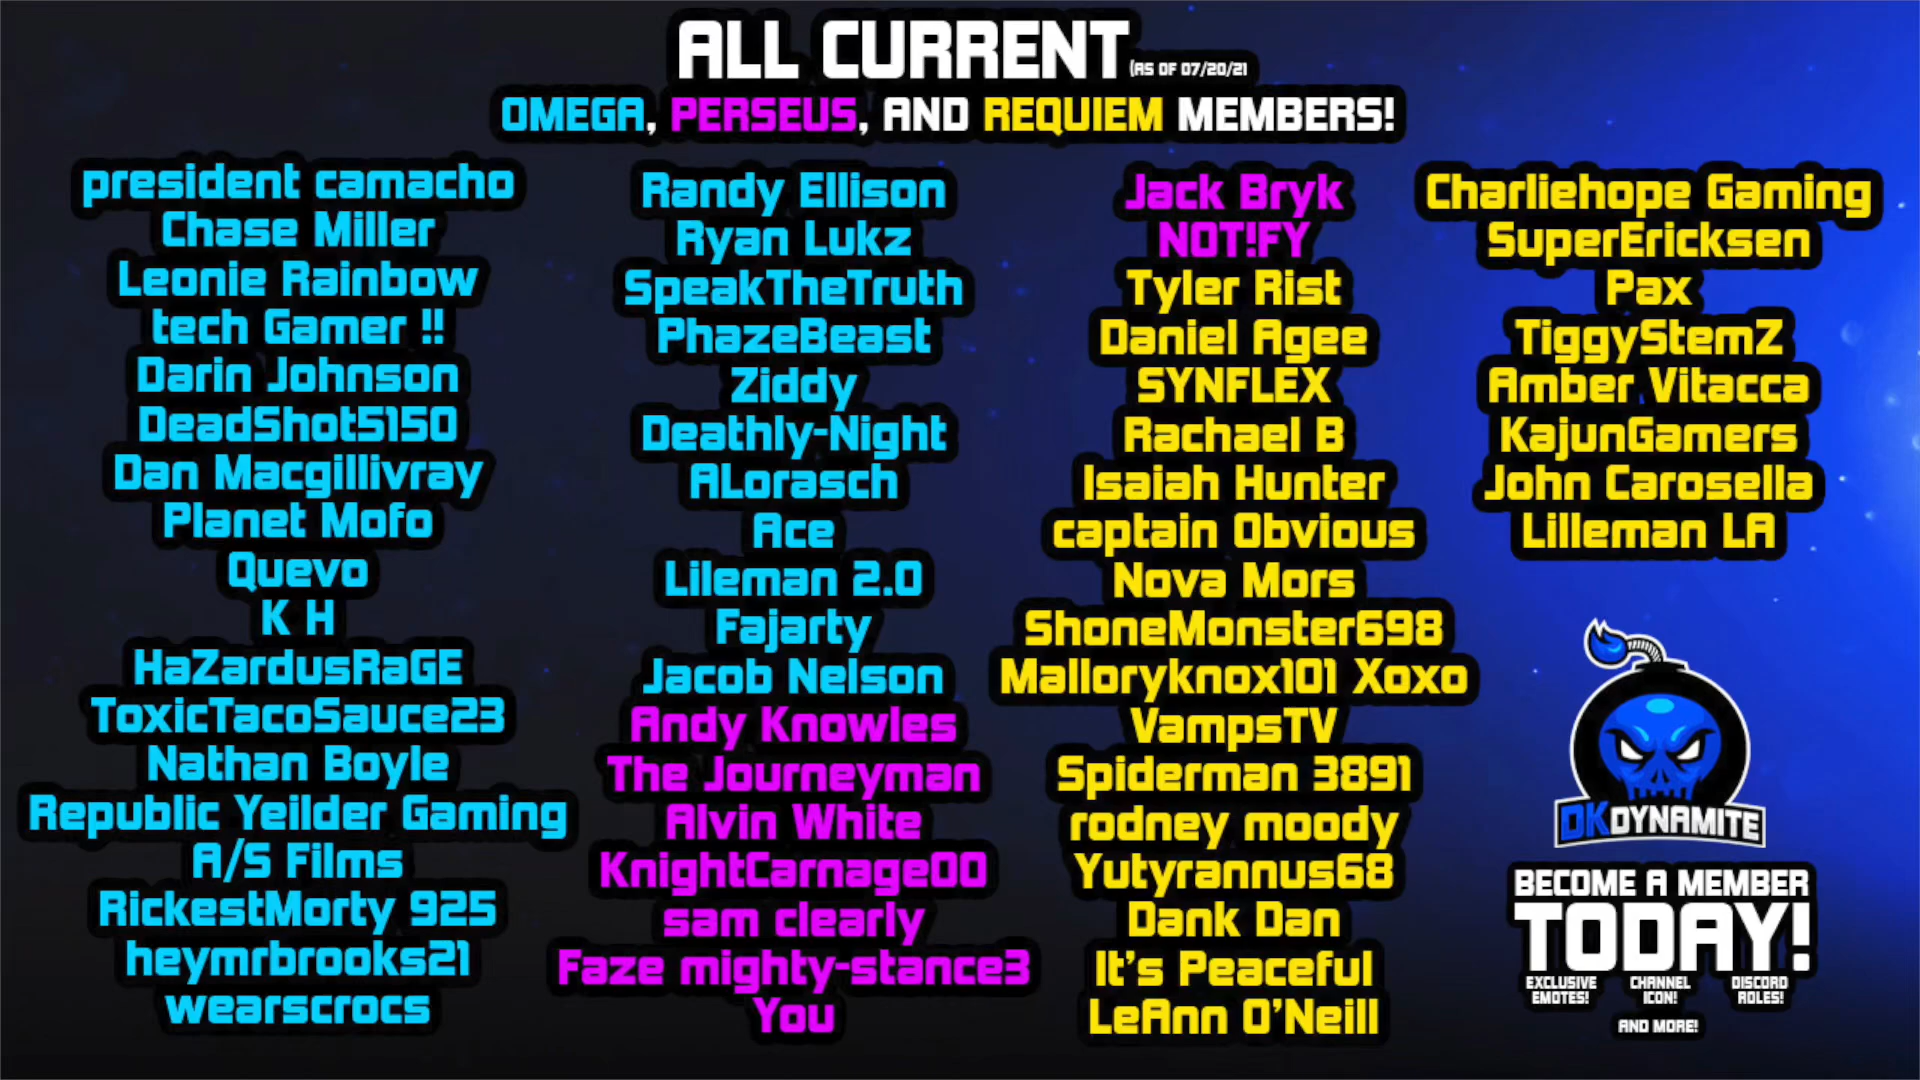 ALL CURRENT (AS OF 07/20/21
OMEGA, PERSEUS, AND REQUIEM MEMBERS!
president camacho
Chase Miller
Leonie Rainbow
tech Gamer !!
Darin Johnson
DeadShot5150
Dan Macgillivray
Planet Mofo
Quevo
K H
HaZardusRaGE
ToxicTacoSauce23
Nathan Boyle
Republic Yeilder Gaming
A/S Films
RickestMorty 925
heymrbrooks21
wearscrocs
Randy Ellison
Ryan Lukz
SpeakTheTruth
PhazeBeast
Ziddy
Deathly-Night
ALorasch
Ace
Lileman 2.0
Fajarty
Jacob Nelson
Andy Knowles
The Journeyman
Alvin White
KnightCarnage00
sam clearly
Faze mighty-stance3
You
Jack Bryk
NOT!FY
Tyler Rist
Daniel Agee
SYNFLEX
Rachael B
Isaiah Hunter
captain Obvious
Nova Mors
ShoneMonster698
Malloryknox101 Xoxo
VampsTV
Spiderman 3891
rodney moody
Yutyrannus68
Dank Dan
It's Peaceful
LeAnn O'Neill
Charliehope Gaming
SuperEricksen
Pax
TiggyStemZ
Amber Vitacca
KajunGamers
John Carosella
Lilleman LA
DKDYNAMITE
BECOME A MEMBER
TODAY!
EXCLUSIVE EMOTES!
CHANNEL ICON!
DISCORD ROLES!
AND MORE!